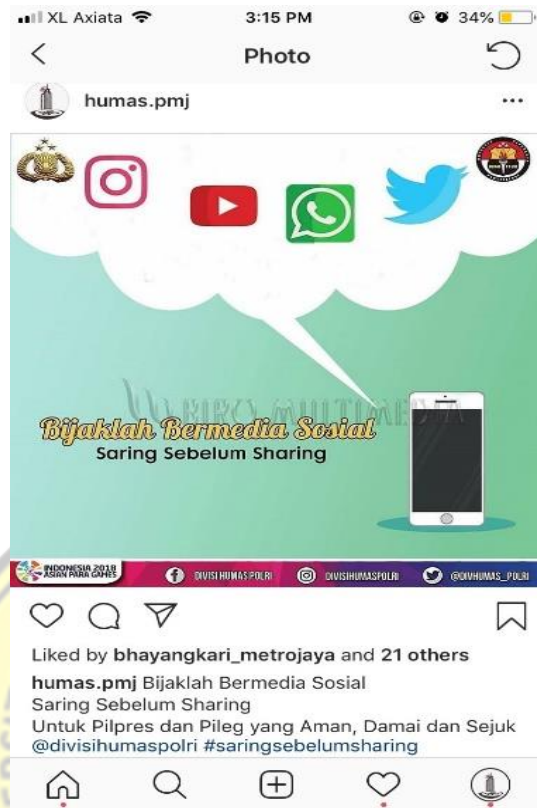 XL Axiata 3:15 PM 34%
Photo
humas.pmj
BIRO MULTIMEDIA
Bijaklah Bermedia Sosial
Saring Sebelum Sharing
INDONESIA 2018
ASIAN PARA GAMES
DIVISI HUMAS POLRI
DIVISIHUMASPOLRI
@DIVHUMAS_POLRI
Liked by bhayangkari_metrojaya and 21 others
humas.pmj Bijaklah Bermedia Sosial
Saring Sebelum Sharing
Untuk Pilpres dan Pileg yang Aman, Damai dan Sejuk
@divisihumaspolri #saringsebelumsharing